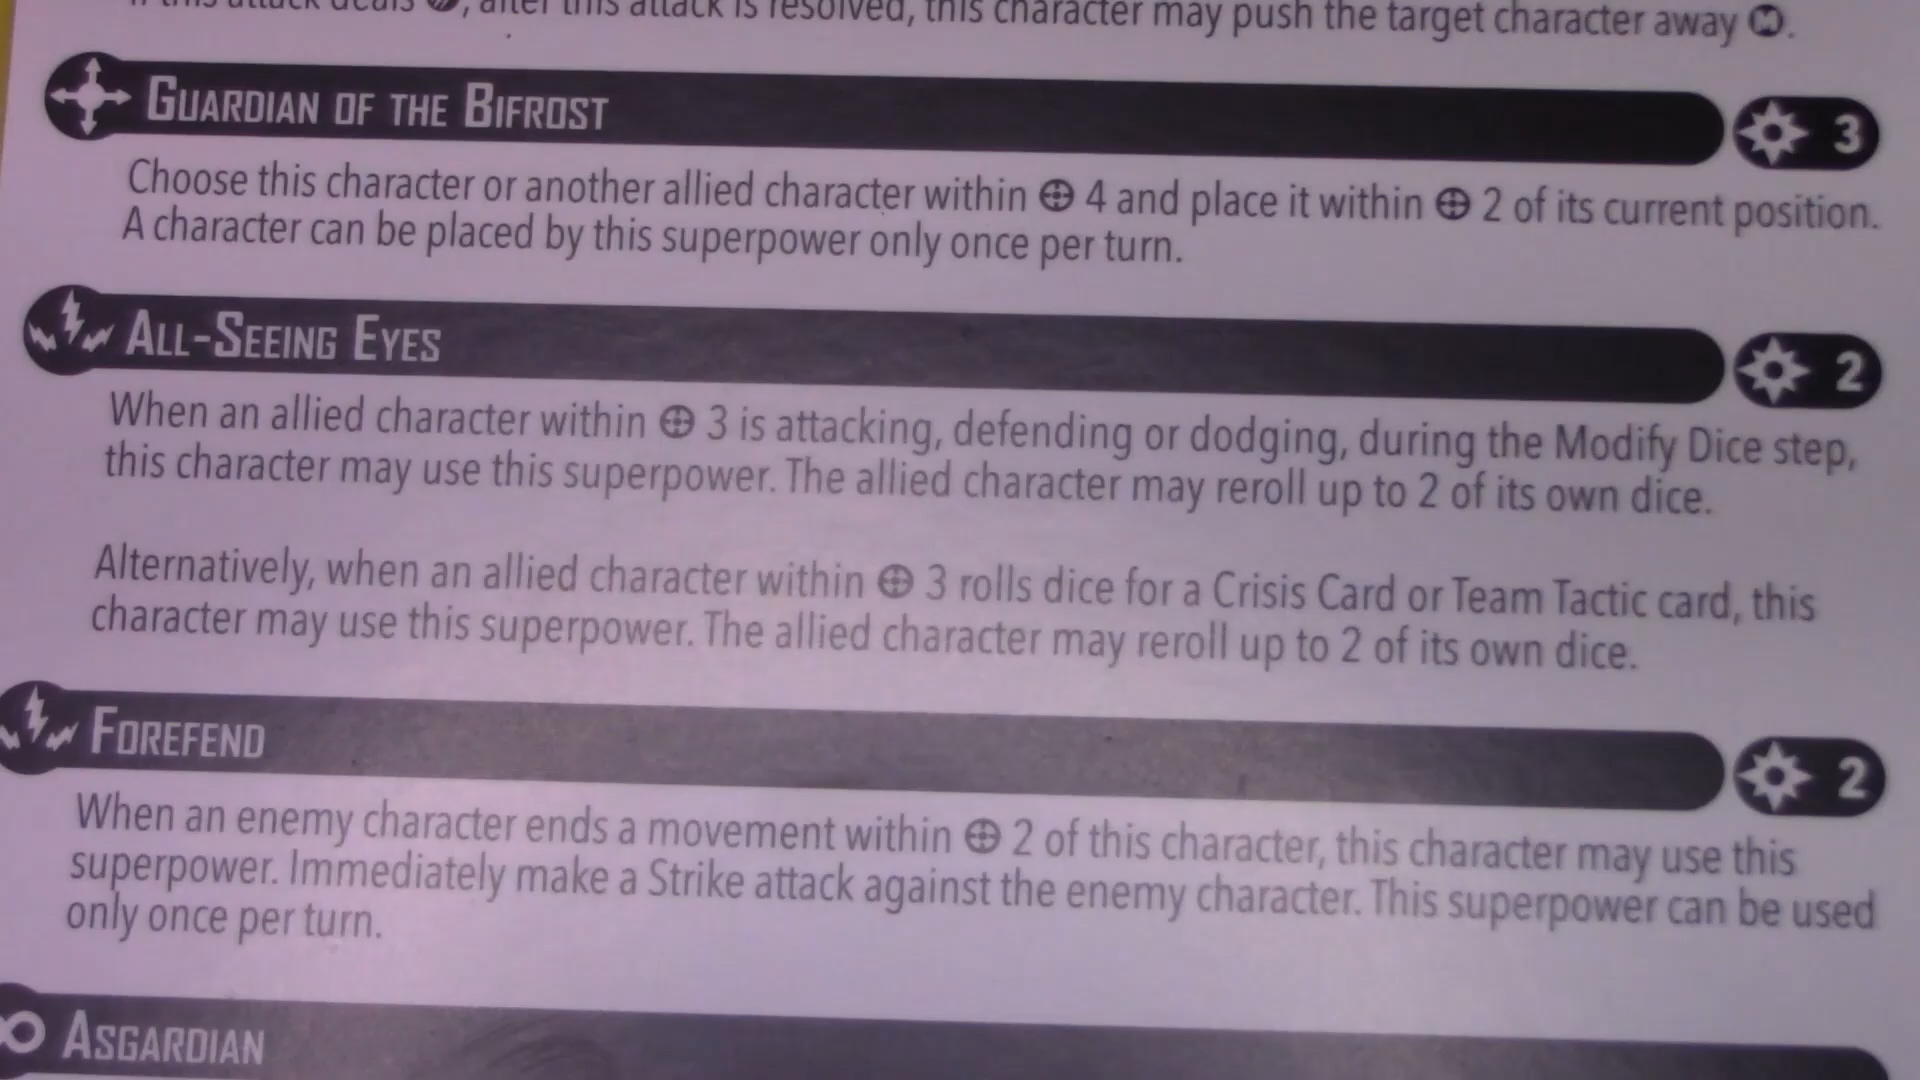 If this attack deals , after this attack is resolved, this character may push the target character away M.
GUARDIAN OF THE BIFROST 3
Choose this character or another allied character within 4 and place it within 2 of its current position.
A character can be placed by this superpower only once per turn.
ALL-SEEING EYES 2
When an allied character within 3 is attacking, defending or dodging, during the Modify Dice step,
this character may use this superpower. The allied character may reroll up to 2 of its own dice.
Alternatively, when an allied character within 3 rolls dice for a Crisis Card or Team Tactic card, this
character may use this superpower. The allied character may reroll up to 2 of its own dice.
FOREFEND 2
When an enemy character ends a movement within 2 of this character, this character may use this
superpower. Immediately make a Strike attack against the enemy character. This superpower can be used
only once per turn.
ASGARDIAN